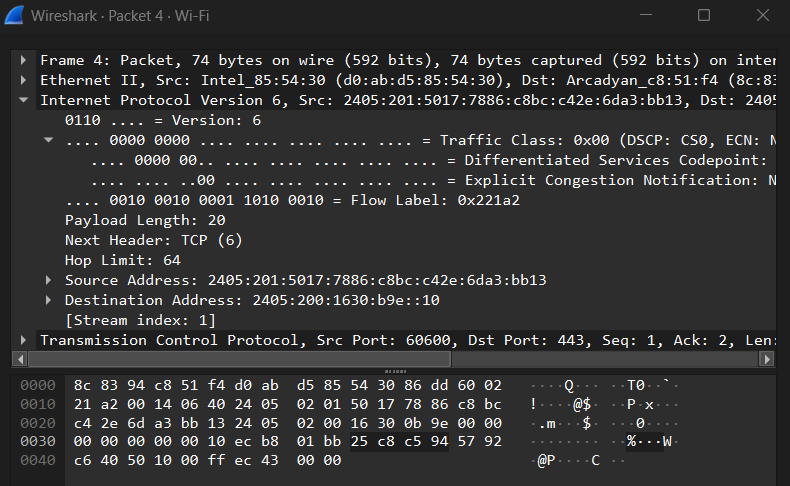 Wireshark · Packet 4 · Wi-Fi
Frame 4: Packet, 74 bytes on wire (592 bits), 74 bytes captured (592 bits) on inter
Ethernet II, Src: Intel_85:54:30 (d0:ab:d5:85:54:30), Dst: Arcadyan_c8:51:f4 (8c:83
Internet Protocol Version 6, Src: 2405:201:5017:7886:c8bc:c42e:6da3:bb13, Dst: 2405
0110 .... = Version: 6
.... 0000 0000 .... .... .... .... .... = Traffic Class: 0x00 (DSCP: CS0, ECN: N
.... 0000 00.. .... .... .... .... .... = Differentiated Services Codepoint:
.... .... ..00 .... .... .... .... .... = Explicit Congestion Notification: N
.... 0010 0010 0001 1010 0010 = Flow Label: 0x221a2
Payload Length: 20
Next Header: TCP (6)
Hop Limit: 64
Source Address: 2405:201:5017:7886:c8bc:c42e:6da3:bb13
Destination Address: 2405:200:1630:b9e::10
[Stream index: 1]
Transmission Control Protocol, Src Port: 60600, Dst Port: 443, Seq: 1, Ack: 2, Len:
0000 8c 83 94 c8 51 f4 d0 ab d5 85 54 30 86 dd 60 02 ····Q··· ··T0··`·
0010 21 a2 00 14 06 40 24 05 02 01 50 17 78 86 c8 bc !····@$· ··P·x···
0020 c4 2e 6d a3 bb 13 24 05 02 00 16 30 0b 9e 00 00 ·.m···$· ···0····
0030 00 00 00 00 00 10 ec b8 01 bb 25 c8 c5 94 57 92 ········ ··%···W·
0040 c6 40 50 10 00 ff ec 43 00 00 ·@P····C ··